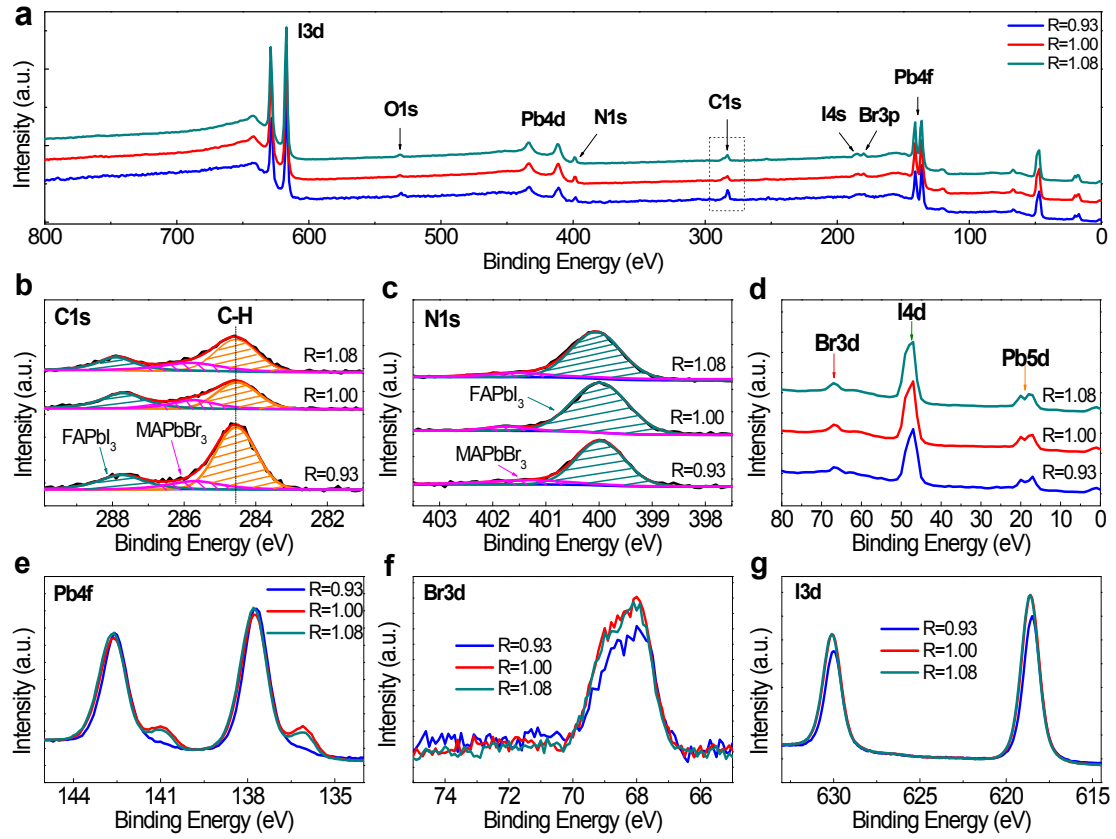 a
I3d
O1s
Pb4d
N1s
C1s
I4s
Br3p
Pb4f
R=0.93
R=1.00
R=1.08
Intensity (a.u.)
800 700 600 500 400 300 200 100 0
Binding Energy (eV)
b
C1s
C-H
R=1.08
R=1.00
FAPbI3
MAPbBr3
R=0.93
Intensity (a.u.)
288 286 284 282
Binding Energy (eV)
c
N1s
R=1.08
FAPbI3
R=1.00
MAPbBr3
R=0.93
Intensity (a.u.)
403 402 401 400 399 398
Binding Energy (eV)
d
I4d
Br3d
Pb5d
R=1.08
R=1.00
R=0.93
Intensity (a.u.)
80 70 60 50 40 30 20 10 0
Binding Energy (eV)
e
Pb4f
R=0.93
R=1.00
R=1.08
Intensity (a.u.)
144 141 138 135
Binding Energy (eV)
f
Br3d
R=0.93
R=1.00
R=1.08
Intensity (a.u.)
74 72 70 68 66
Binding Energy (eV)
g
I3d
R=0.93
R=1.00
R=1.08
Intensity (a.u.)
630 625 620 615
Binding Energy (eV)